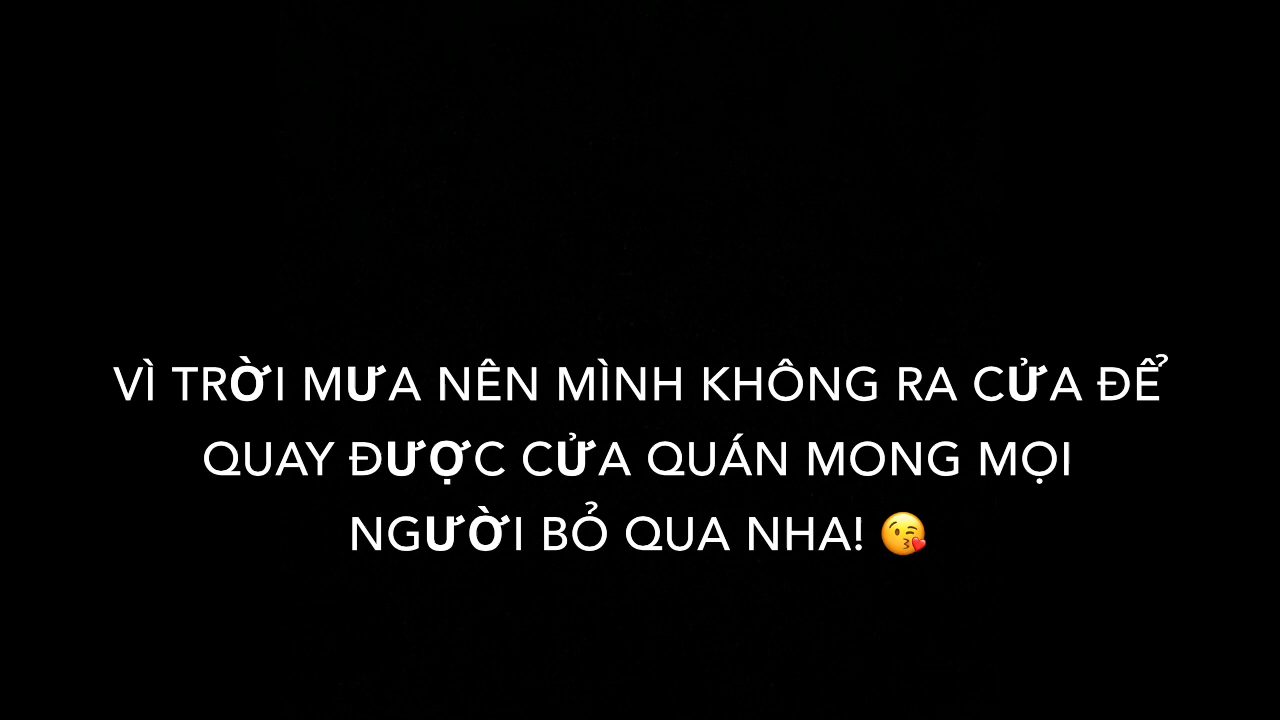 VÌ TRỜI MƯA NÊN MÌNH KHÔNG RA CỬA ĐỂ
QUAY ĐƯỢC CỬA QUÁN MONG MỌI
NGƯỜI BỎ QUA NHA! 😘